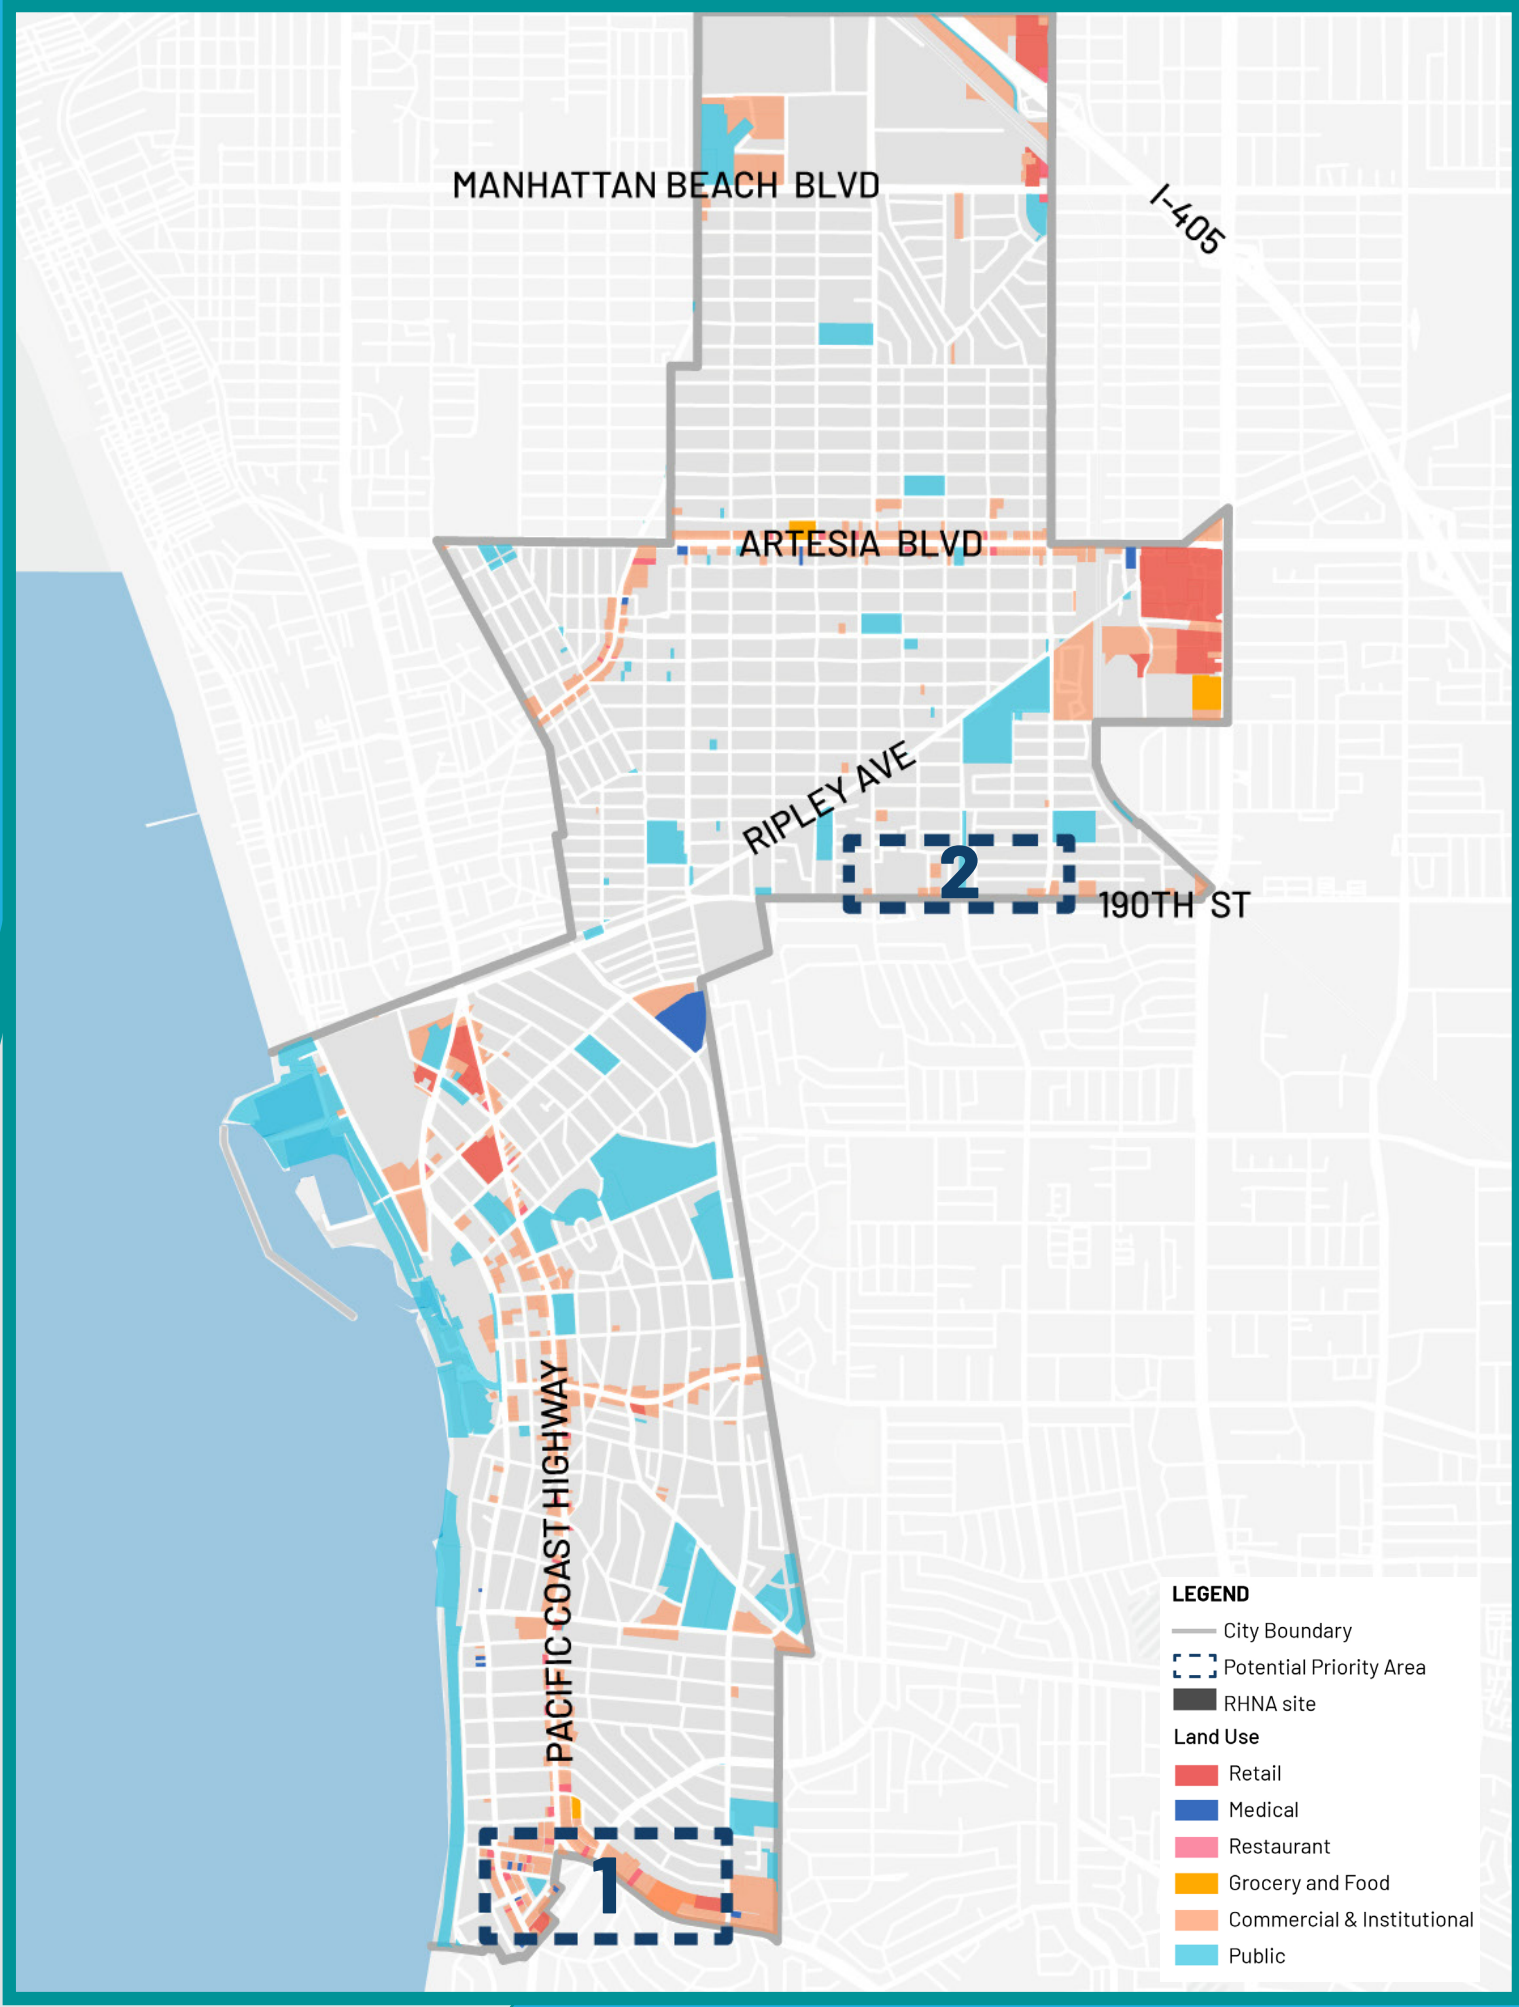 MANHATTAN BEACH BLVD
I-405
ARTESIA BLVD
RIPLEY AVE
2
190TH ST
PACIFIC COAST HIGHWAY
1
LEGEND
City Boundary
Potential Priority Area
RHNA site
Land Use
Retail
Medical
Restaurant
Grocery and Food
Commercial & Institutional
Public